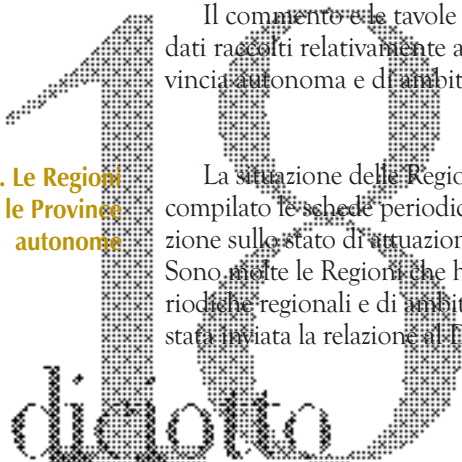 Il commento e le tavole
dati raccolti relativamente a
vincia autonoma e di ambit
18
. Le Regioni
le Province
autonome
La situazione delle Regio
compilato le schede periodic
zione sullo stato di attuazion
Sono molte le Regioni che h
riodiche regionali e di ambit
stata inviata la relazione al D
diciotto